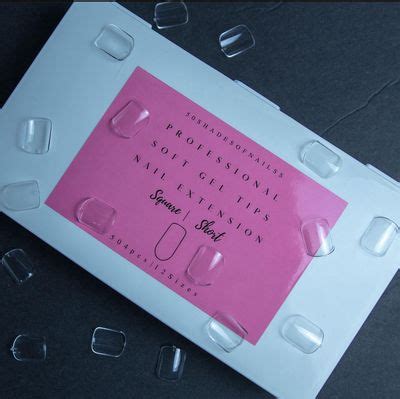 50SHADESOFNAILSS
PROFESSIONAL
SOFT GEL TIPS
NAIL EXTENSION
Square | Short
504pcs|12Sizes